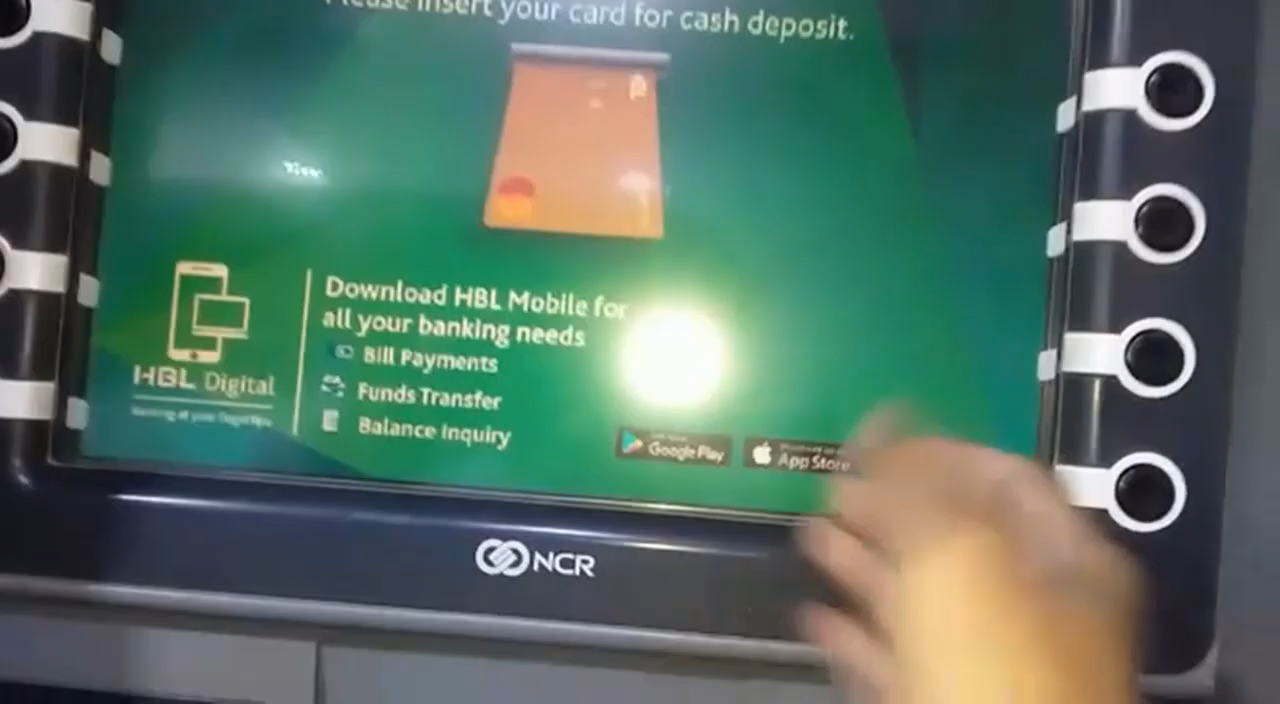 Please insert your card for cash deposit.
Download HBL Mobile for
all your banking needs
Bill Payments
Funds Transfer
Balance Inquiry
HBL Digital
Google Play
App Store
NCR